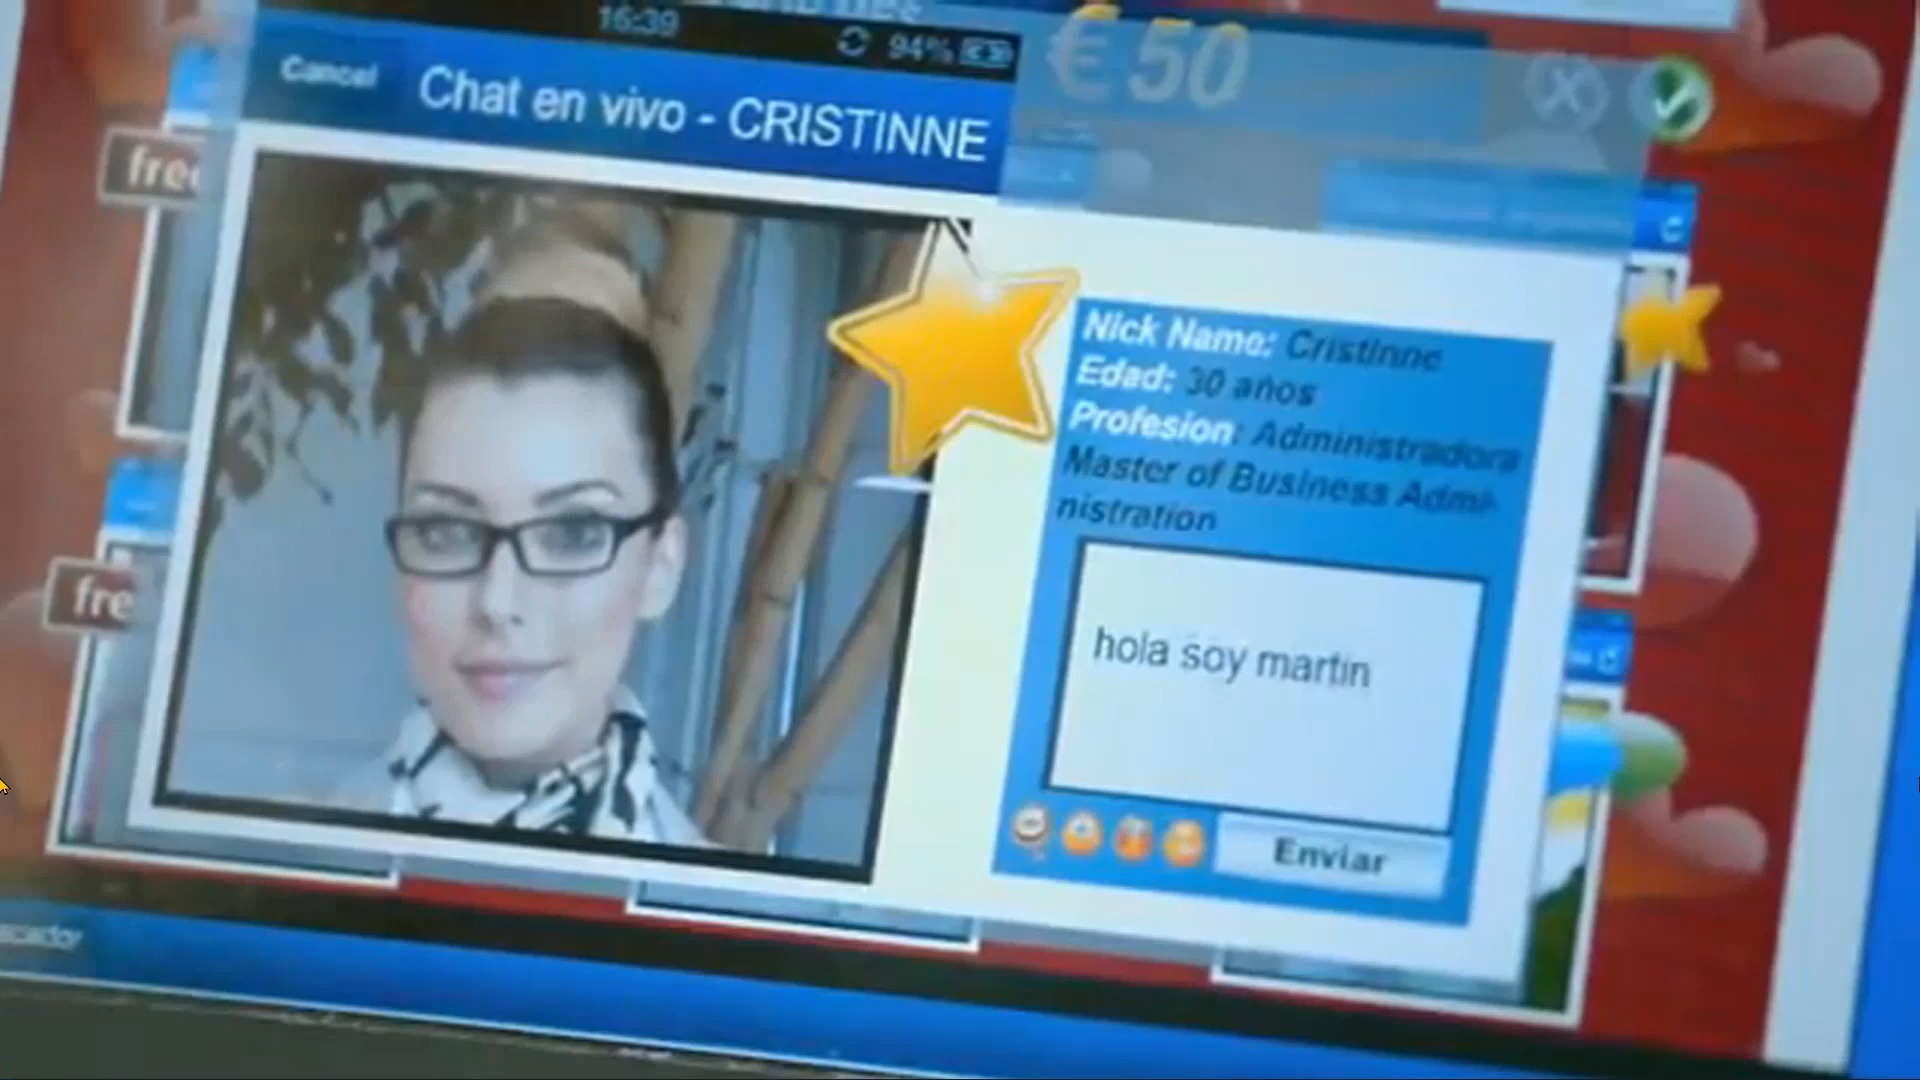 16:39
94%
€ 50
Cancel
Chat en vivo - CRISTINNE
free
Nick Name: Cristinne
Edad: 30 años
Profesion: Administradora
Master of Business Admi-
nistration
fre
hola soy martin
Enviar